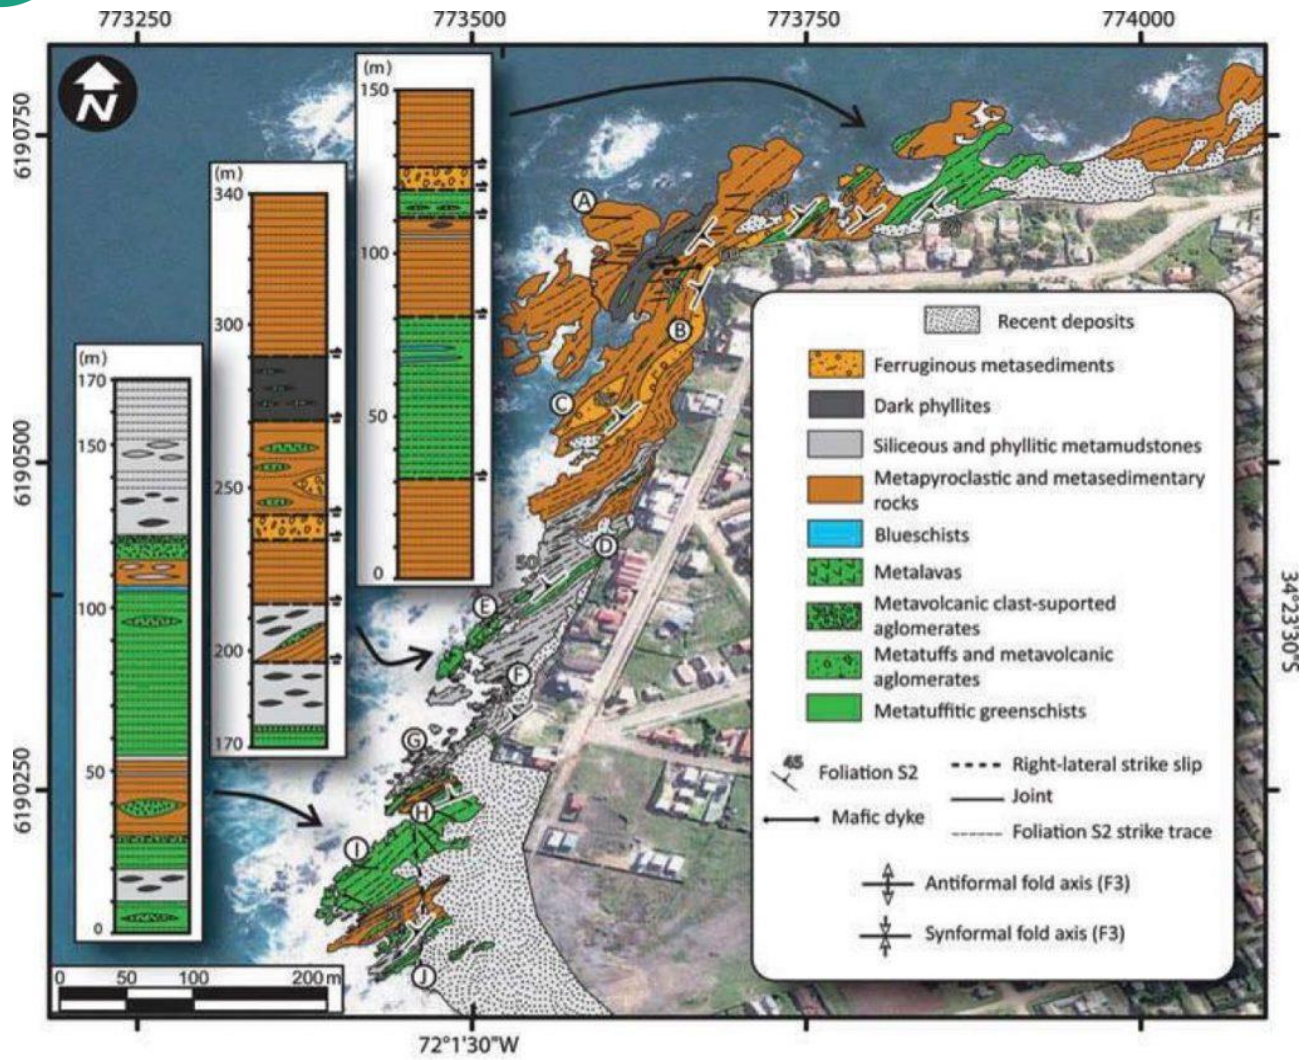 773250 773500 773750 774000
6190750
6190500
6190250
34°23'30"S
72°1'30"W
N
(m)
150
100
50
0
(m)
340
300
250
200
170
(m)
170
150
100
50
0
A
B
C
D
50
E
F
G
H
I
J
Recent deposits
Ferruginous metasediments
Dark phyllites
Siliceous and phyllitic metamudstones
Metapyroclastic and metasedimentary
rocks
Blueschists
Metalavas
Metavolcanic clast-suported
aglomerates
Metatuffs and metavolcanic
aglomerates
Metatuffitic greenschists
45
Foliation S2
Mafic dyke
Right-lateral strike slip
Joint
Foliation S2 strike trace
Antiformal fold axis (F3)
Synformal fold axis (F3)
0 50 100 200 m